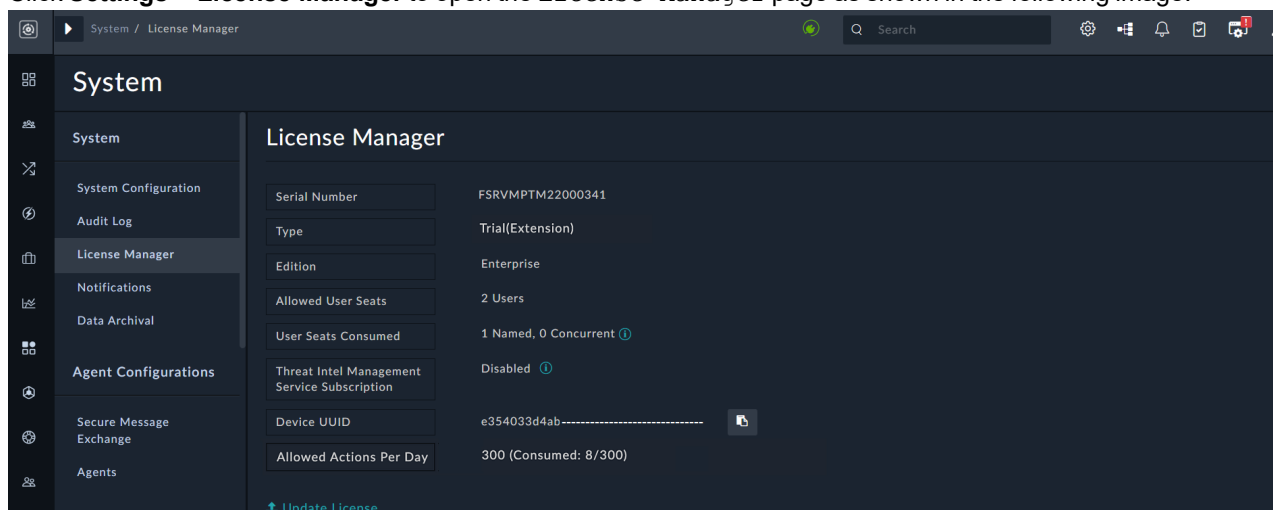 System / License Manager
Search
System
System
System Configuration
Audit Log
License Manager
Notifications
Data Archival
Agent Configurations
Secure Message
Exchange
Agents
License Manager
Serial Number FSRVMPTM22000341
Type Trial(Extension)
Edition Enterprise
Allowed User Seats 2 Users
User Seats Consumed 1 Named, 0 Concurrent
Threat Intel Management
Service Subscription Disabled
Device UUID e354033d4ab------------------------------
Allowed Actions Per Day 300 (Consumed: 8/300)
Update License